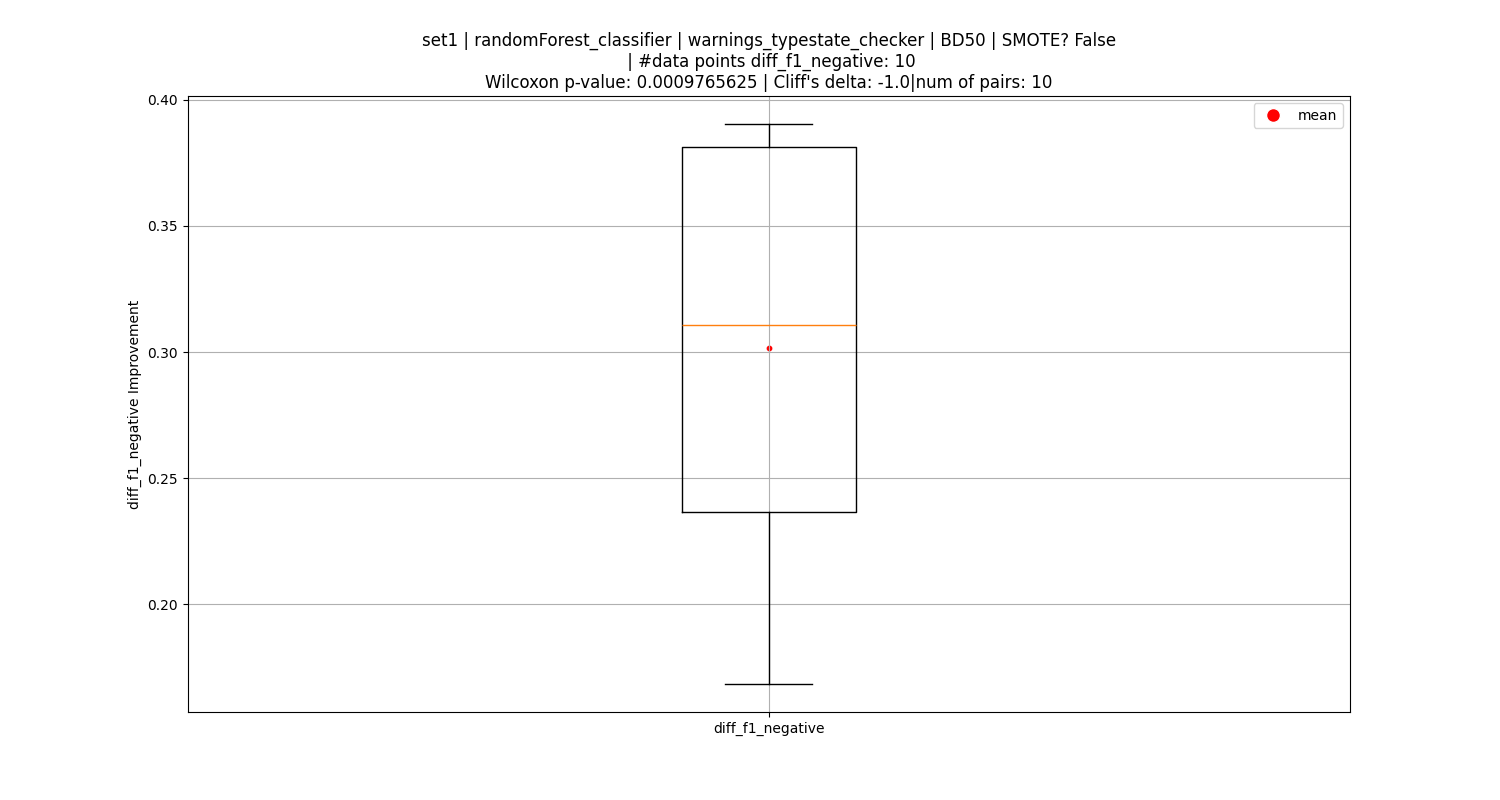 set1 | randomForest_classifier | warnings_typestate_checker | BD50 | SMOTE? False
| #data points diff_f1_negative: 10
Wilcoxon p-value: 0.0009765625 | Cliff's delta: -1.0|num of pairs: 10
mean
diff_f1_negative Improvement
0.40
0.35
0.30
0.25
0.20
diff_f1_negative